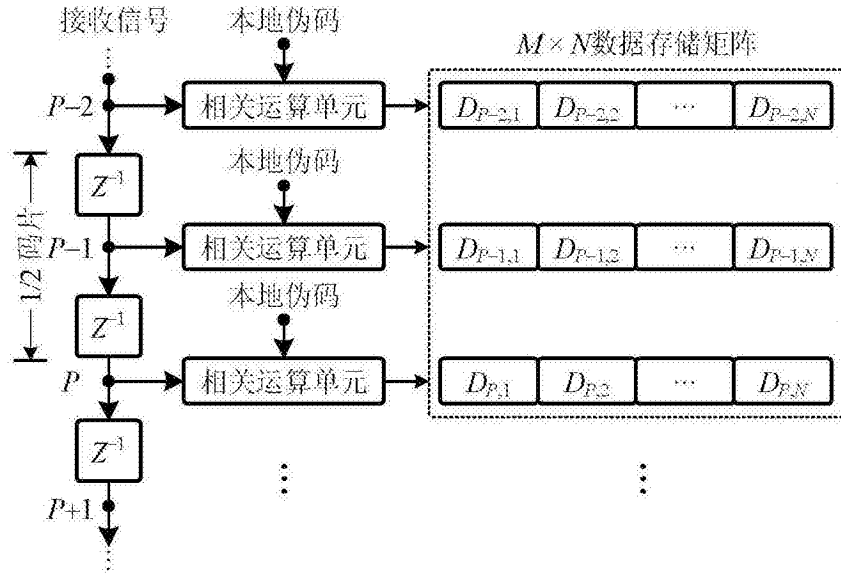 接收信号
本地伪码
M×N数据存储矩阵
P−2
相关运算单元
D_{P−2,1} D_{P−2,2} ··· D_{P−2,N}
Z⁻¹
本地伪码
1/2 码片
P−1
相关运算单元
D_{P−1,1} D_{P−1,2} ··· D_{P−1,N}
Z⁻¹
本地伪码
P
相关运算单元
D_{P,1} D_{P,2} ··· D_{P,N}
Z⁻¹
P+1